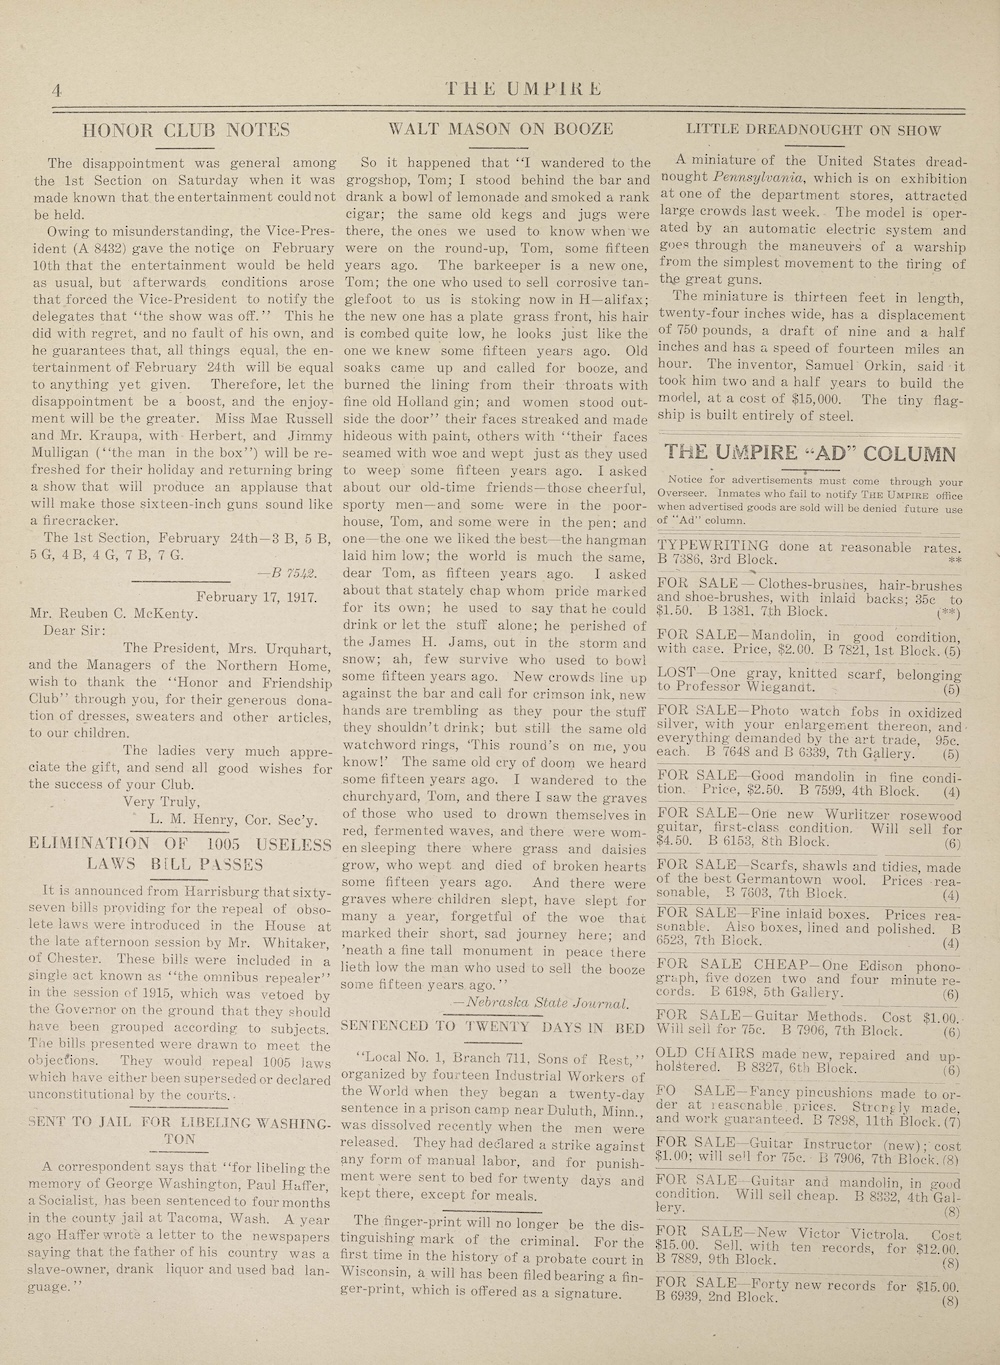 4
THE UMPIRE
HONOR CLUB NOTES
The disappointment was general among
the 1st Section on Saturday when it was
made known that the entertainment could not
be held.
Owing to misunderstanding, the Vice-Pres-
ident (A 8432) gave the notice on February
10th that the entertainment would be held
as usual, but afterwards conditions arose
that forced the Vice-President to notify the
delegates that "the show was off." This he
did with regret, and no fault of his own, and
he guarantees that, all things equal, the en-
tertainment of February 24th will be equal
to anything yet given. Therefore, let the
disappointment be a boost, and the enjoy-
ment will be the greater. Miss Mae Russell
and Mr. Kraupa, with Herbert, and Jimmy
Mulligan ("the man in the box") will be re-
freshed for their holiday and returning bring
a show that will produce an applause that
will make those sixteen-inch guns sound like
a firecracker.
The 1st Section, February 24th—3 B, 5 B,
5 G, 4 B, 4 G, 7 B, 7 G.
—B 7542.
February 17, 1917.
Mr. Reuben C. McKenty.
Dear Sir:
The President, Mrs. Urquhart,
and the Managers of the Northern Home,
wish to thank the "Honor and Friendship
Club" through you, for their generous dona-
tion of dresses, sweaters and other articles,
to our children.
The ladies very much appre-
ciate the gift, and send all good wishes for
the success of your Club.
Very Truly,
L. M. Henry, Cor. Sec'y.
ELIMINATION OF 1005 USELESS
LAWS BILL PASSES
It is announced from Harrisburg that sixty-
seven bills providing for the repeal of obso-
lete laws were introduced in the House at
the late afternoon session by Mr. Whitaker,
of Chester. These bills were included in a
single act known as "the omnibus repealer"
in the session of 1915, which was vetoed by
the Governor on the ground that they should
have been grouped according to subjects.
The bills presented were drawn to meet the
objections. They would repeal 1005 laws
which have either been superseded or declared
unconstitutional by the courts.
SENT TO JAIL FOR LIBELING WASHING-
TON
A correspondent says that "for libeling the
memory of George Washington, Paul Haffer,
a Socialist, has been sentenced to four months
in the county jail at Tacoma, Wash. A year
ago Haffer wrote a letter to the newspapers
saying that the father of his country was a
slave-owner, drank liquor and used bad lan-
guage."
WALT MASON ON BOOZE
So it happened that "I wandered to the
grogshop, Tom; I stood behind the bar and
drank a bowl of lemonade and smoked a rank
cigar; the same old kegs and jugs were
there, the ones we used to know when we
were on the round-up, Tom, some fifteen
years ago. The barkeeper is a new one,
Tom; the one who used to sell corrosive tan-
glefoot to us is stoking now in H—alifax;
the new one has a plate grass front, his hair
is combed quite low, he looks just like the
one we knew some fifteen years ago. Old
soaks came up and called for booze, and
burned the lining from their throats with
fine old Holland gin; and women stood out-
side the door" their faces streaked and made
hideous with paint, others with "their faces
seamed with woe and wept just as they used
to weep some fifteen years ago. I asked
about our old-time friends—those cheerful,
sporty men—and some were in the poor-
house, Tom, and some were in the pen; and
one—the one we liked the best—the hangman
laid him low; the world is much the same,
dear Tom, as fifteen years ago. I asked
about that stately chap whom pride marked
for its own; he used to say that he could
drink or let the stuff alone; he perished of
the James H. Jams, out in the storm and
snow; ah, few survive who used to bowl
some fifteen years ago. New crowds line up
against the bar and call for crimson ink, new
hands are trembling as they pour the stuff
they shouldn't drink; but still the same old
watchword rings, 'This round's on me, you
know!' The same old cry of doom we heard
some fifteen years ago. I wandered to the
churchyard, Tom, and there I saw the graves
of those who used to drown themselves in
red, fermented waves, and there were wom-
en sleeping there where grass and daisies
grow, who wept and died of broken hearts
some fifteen years ago. And there were
graves where children slept, have slept for
many a year, forgetful of the woe that
marked their short, sad journey here; and
'neath a fine tall monument in peace there
lieth low the man who used to sell the booze
some fifteen years ago."
—Nebraska State Journal.
SENTENCED TO TWENTY DAYS IN BED
"Local No. 1, Branch 711, Sons of Rest,"
organized by fourteen Industrial Workers of
the World when they began a twenty-day
sentence in a prison camp near Duluth, Minn.,
was dissolved recently when the men were
released. They had declared a strike against
any form of manual labor, and for punish-
ment were sent to bed for twenty days and
kept there, except for meals.
The finger-print will no longer be the dis-
tinguishing mark of the criminal. For the
first time in the history of a probate court in
Wisconsin, a will has been filed bearing a fin-
ger-print, which is offered as a signature.
LITTLE DREADNOUGHT ON SHOW
A miniature of the United States dread-
nought Pennsylvania, which is on exhibition
at one of the department stores, attracted
large crowds last week. The model is oper-
ated by an automatic electric system and
goes through the maneuvers of a warship
from the simplest movement to the firing of
the great guns.
The miniature is thirteen feet in length,
twenty-four inches wide, has a displacement
of 750 pounds, a draft of nine and a half
inches and has a speed of fourteen miles an
hour. The inventor, Samuel Orkin, said it
took him two and a half years to build the
model, at a cost of $15,000. The tiny flag-
ship is built entirely of steel.
THE UMPIRE "AD" COLUMN
Notice for advertisements must come through your
Overseer. Inmates who fail to notify THE UMPIRE office
when advertised goods are sold will be denied future use
of "Ad" column.
TYPEWRITING done at reasonable rates.
B 7386, 3rd Block. **
FOR SALE—Clothes-brushes, hair-brushes
and shoe-brushes, with inlaid backs; 35c to
$1.50. B 1381, 7th Block. (**)
FOR SALE—Mandolin, in good condition,
with case. Price, $2.00. B 7821, 1st Block. (5)
LOST—One gray, knitted scarf, belonging
to Professor Wiegandt. (5)
FOR SALE—Photo watch fobs in oxidized
silver, with your enlargement thereon, and
everything demanded by the art trade, 95c.
each. B 7648 and B 6339, 7th Gallery. (5)
FOR SALE—Good mandolin in fine condi-
tion. Price, $2.50. B 7599, 4th Block. (4)
FOR SALE—One new Wurlitzer rosewood
guitar, first-class condition. Will sell for
$4.50. B 6153, 8th Block. (6)
FOR SALE—Scarfs, shawls and tidies, made
of the best Germantown wool. Prices rea-
sonable, B 7603, 7th Block. (4)
FOR SALE—Fine inlaid boxes. Prices rea-
sonable. Also boxes, lined and polished. B
6523, 7th Block. (4)
FOR SALE CHEAP—One Edison phono-
graph, five dozen two and four minute re-
cords. B 6198, 5th Gallery. (6)
FOR SALE—Guitar Methods. Cost $1.00.
Will sell for 75c. B 7906, 7th Block. (6)
OLD CHAIRS made new, repaired and up-
holstered. B 8327, 6th Block. (6)
FO SALE—Fancy pincushions made to or-
der at reasonable prices. Strongly made,
and work guaranteed. B 7898, 11th Block. (7)
FOR SALE—Guitar Instructor (new); cost
$1.00; will sell for 75c. B 7906, 7th Block. (8)
FOR SALE—Guitar and mandolin, in good
condition. Will sell cheap. B 8332, 4th Gal-
lery. (8)
FOR SALE—New Victor Victrola. Cost
$15.00. Sell, with ten records, for $12.00.
B 7889, 9th Block. (8)
FOR SALE—Forty new records for $15.00.
B 6939, 2nd Block. (8)